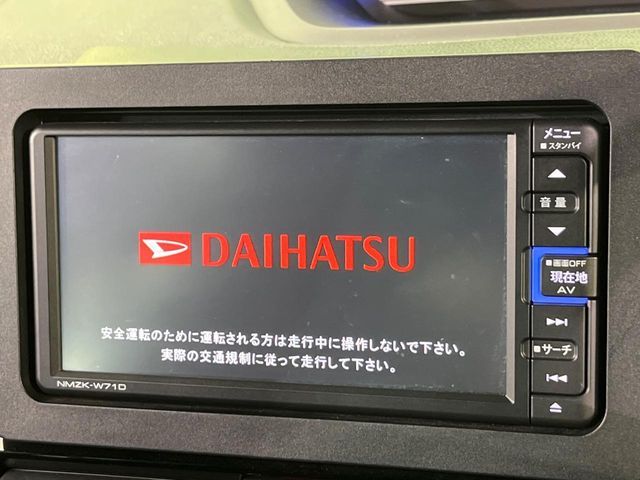 メニュー
■スタンバイ
音量
■画面OFF
現在地
AV
■サーチ
DAIHATSU
安全運転のために運転される方は走行中に操作しないで下さい。
実際の交通規制に従って走行して下さい。
NMZK-W71D